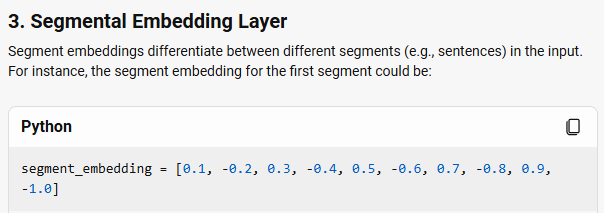 3. Segmental Embedding Layer
Segment embeddings differentiate between different segments (e.g., sentences) in the input.
For instance, the segment embedding for the first segment could be:
Python
segment_embedding = [0.1, -0.2, 0.3, -0.4, 0.5, -0.6, 0.7, -0.8, 0.9,
-1.0]